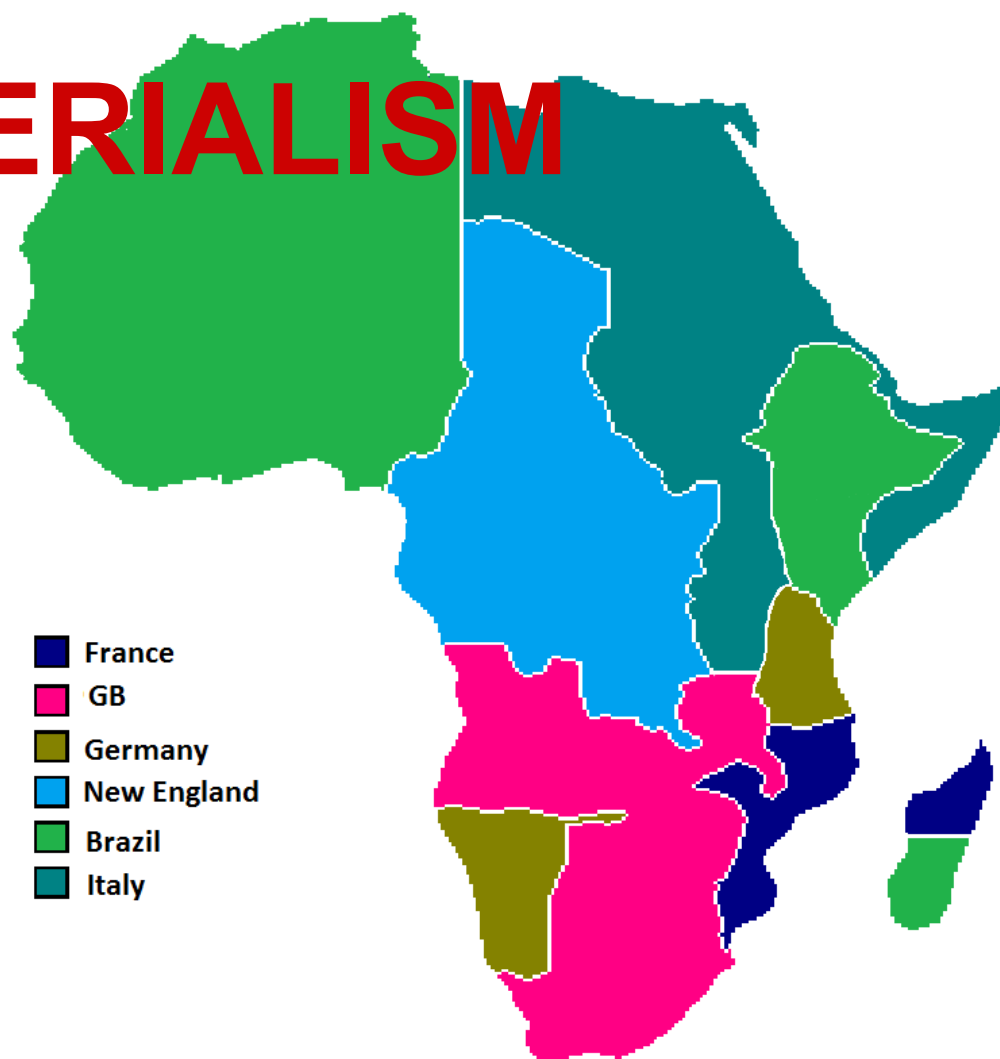 ERIALISM
France
GB
Germany
New England
Brazil
Italy